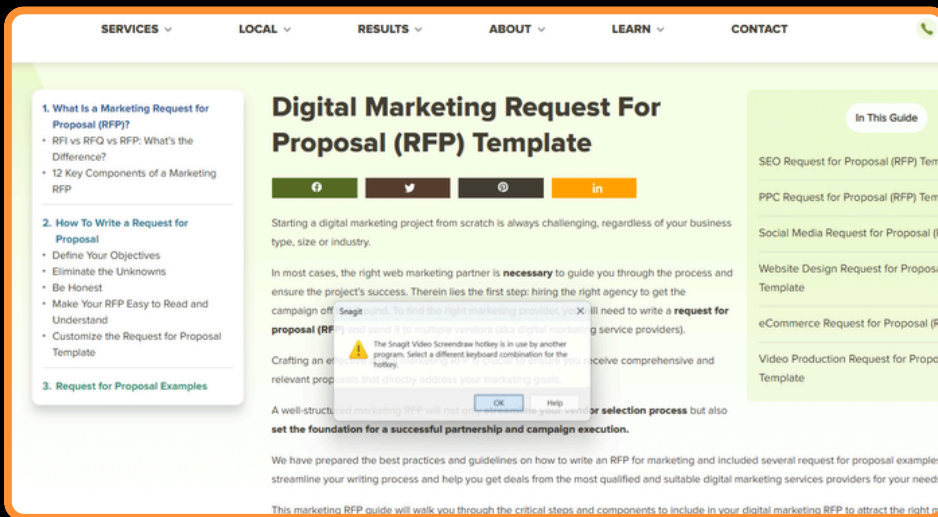 SERVICES LOCAL RESULTS ABOUT LEARN CONTACT
1. What Is a Marketing Request for
Proposal (RFP)?
• RFI vs RFQ vs RFP: What's the
Difference?
• 12 Key Components of a Marketing
RFP
2. How To Write a Request for
Proposal
• Define Your Objectives
• Eliminate the Unknowns
• Be Honest
• Make Your RFP Easy to Read and
Understand
• Customize the Request for Proposal
Template
3. Request for Proposal Examples
Digital Marketing Request For
Proposal (RFP) Template
in
Starting a digital marketing project from scratch is always challenging, regardless of your business
type, size or industry.
In most cases, the right web marketing partner is necessary to guide you through the process and
ensure the project's success. Therein lies the first step: hiring the right agency to get the
campaign off ground. To find the right marketing provider, you will need to write a request for
proposal (RFP) and send it to multiple vendors (aka digital marketing service providers).
Crafting an marketing RFP is crucial to ensure you receive comprehensive and
relevant proposals that directly address your marketing goals.
A well-structured marketing RFP will not only streamline your vendor selection process but also
set the foundation for a successful partnership and campaign execution.
We have prepared the best practices and guidelines on how to write an RFP for marketing and included several request for proposal examples
streamline your writing process and help you get deals from the most qualified and suitable digital marketing services providers for your needs
This marketing RFP guide will walk you through the critical steps and components to include in your digital marketing RFP to attract the right
Snagit
The Snagit Video Screendraw hotkey is in use by another
program. Select a different keyboard combination for the
hotkey.
OK Help
In This Guide
SEO Request for Proposal (RFP) Tem
PPC Request for Proposal (RFP) Tem
Social Media Request for Proposal (
Website Design Request for Proposa
Template
eCommerce Request for Proposal (R
Video Production Request for Propo
Template